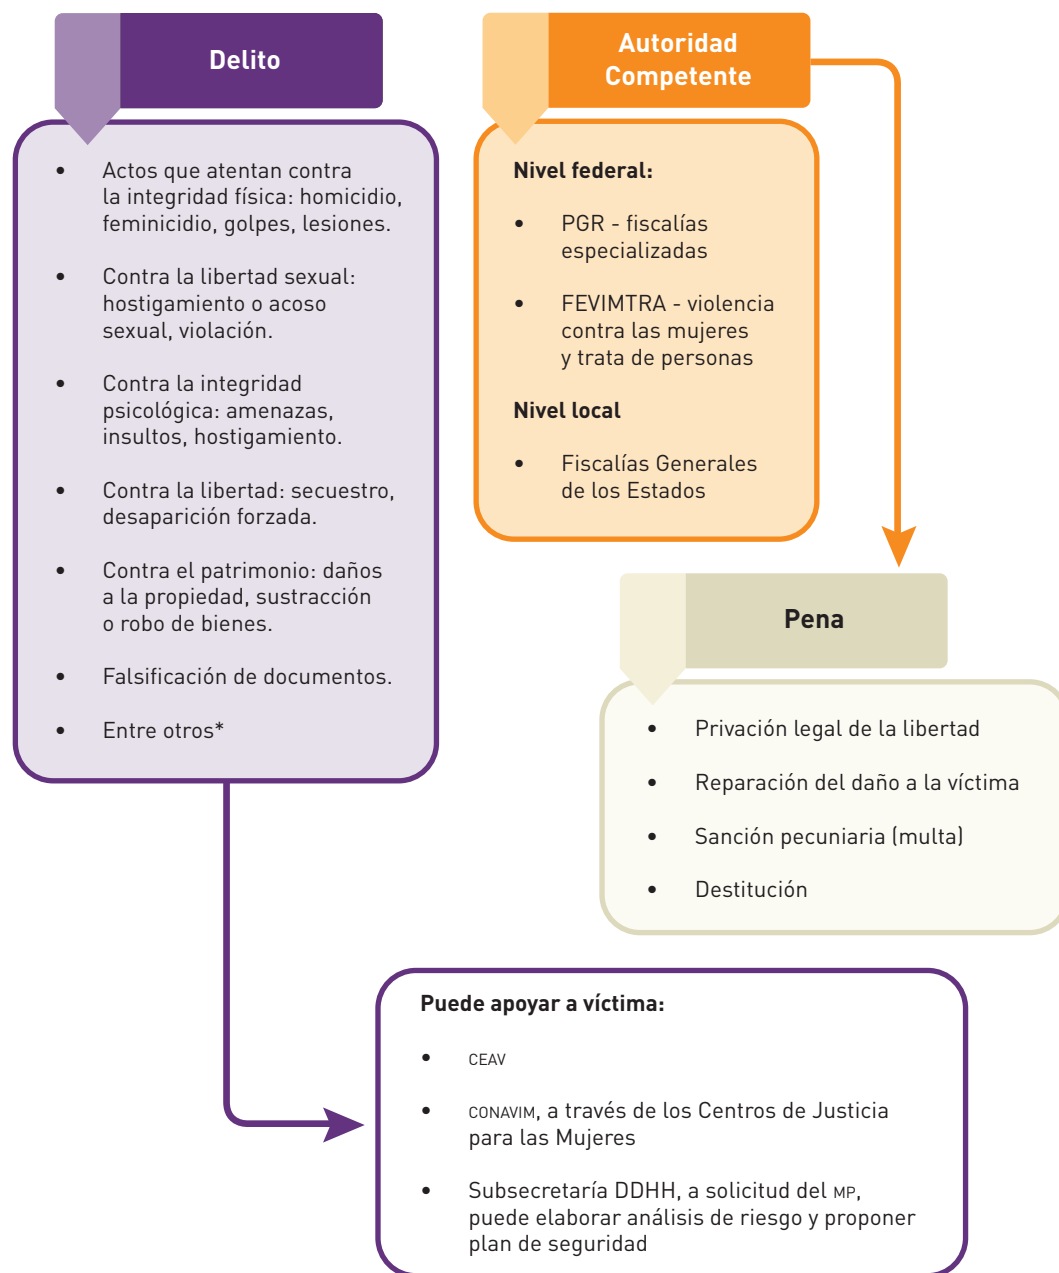 Delito
• Actos que atentan contra
la integridad física: homicidio,
feminicidio, golpes, lesiones.
• Contra la libertad sexual:
hostigamiento o acoso
sexual, violación.
• Contra la integridad
psicológica: amenazas,
insultos, hostigamiento.
• Contra la libertad: secuestro,
desaparición forzada.
• Contra el patrimonio: daños
a la propiedad, sustracción
o robo de bienes.
• Falsificación de documentos.
• Entre otros*
Autoridad
Competente
Nivel federal:
• PGR - fiscalías
especializadas
• FEVIMTRA - violencia
contra las mujeres
y trata de personas
Nivel local
• Fiscalías Generales
de los Estados
Pena
• Privación legal de la libertad
• Reparación del daño a la víctima
• Sanción pecuniaria (multa)
• Destitución
Puede apoyar a víctima:
• CEAV
• CONAVIM, a través de los Centros de Justicia
para las Mujeres
• Subsecretaría DDHH, a solicitud del MP,
puede elaborar análisis de riesgo y proponer
plan de seguridad